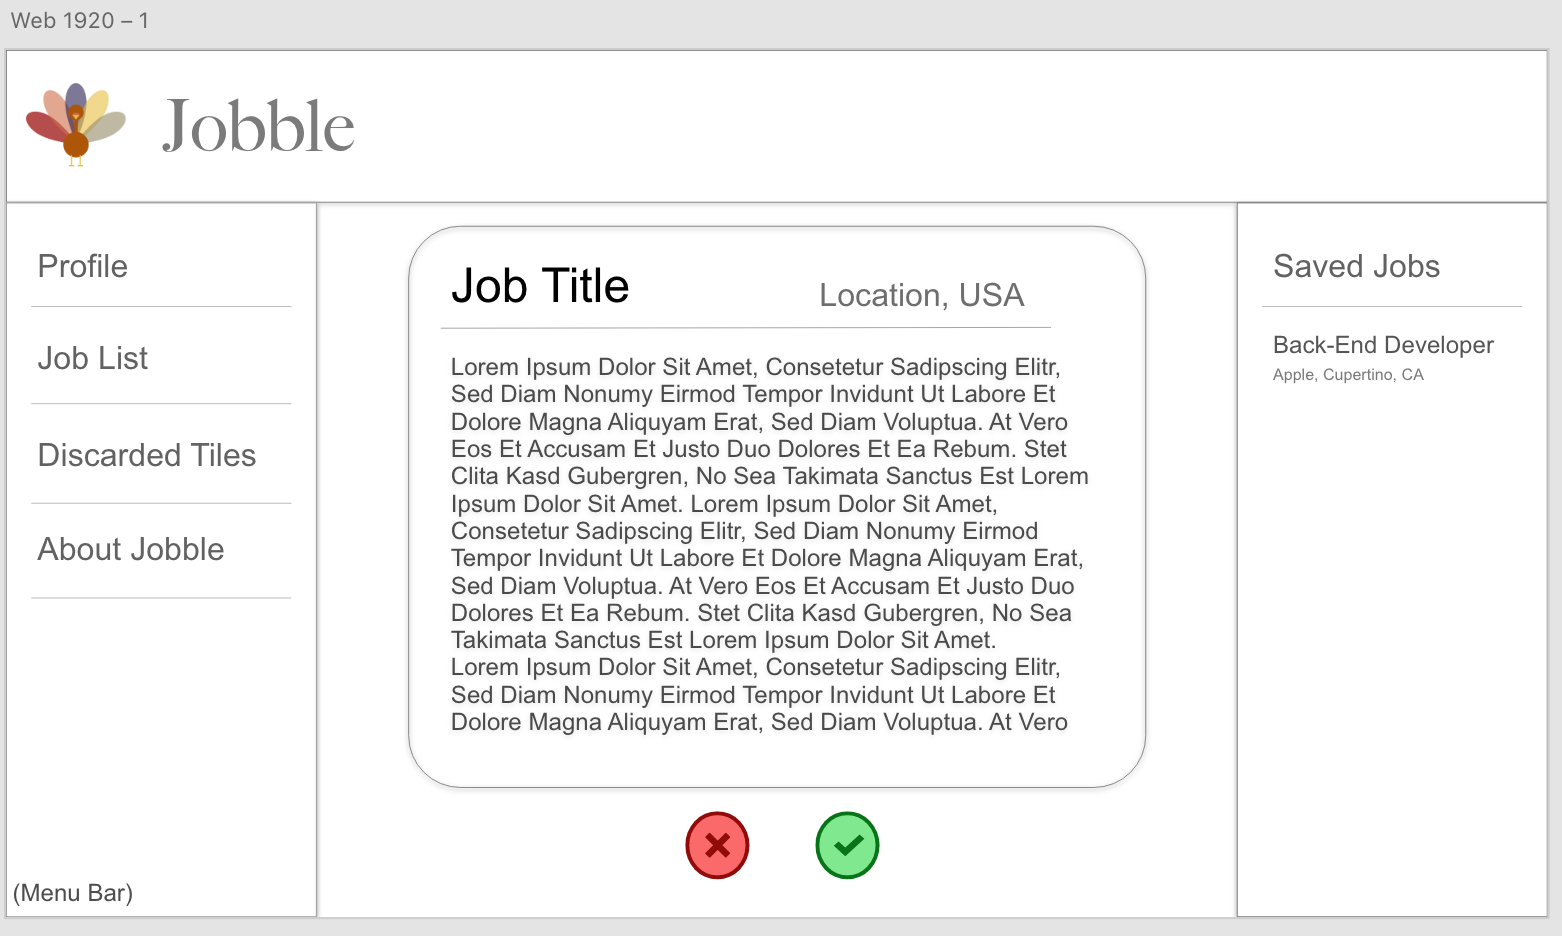 Web 1920 – 1
Jobble
Profile
Job List
Discarded Tiles
About Jobble
(Menu Bar)
Job Title
Location, USA
Lorem Ipsum Dolor Sit Amet, Consetetur Sadipscing Elitr,
Sed Diam Nonumy Eirmod Tempor Invidunt Ut Labore Et
Dolore Magna Aliquyam Erat, Sed Diam Voluptua. At Vero
Eos Et Accusam Et Justo Duo Dolores Et Ea Rebum. Stet
Clita Kasd Gubergren, No Sea Takimata Sanctus Est Lorem
Ipsum Dolor Sit Amet. Lorem Ipsum Dolor Sit Amet,
Consetetur Sadipscing Elitr, Sed Diam Nonumy Eirmod
Tempor Invidunt Ut Labore Et Dolore Magna Aliquyam Erat,
Sed Diam Voluptua. At Vero Eos Et Accusam Et Justo Duo
Dolores Et Ea Rebum. Stet Clita Kasd Gubergren, No Sea
Takimata Sanctus Est Lorem Ipsum Dolor Sit Amet.
Lorem Ipsum Dolor Sit Amet, Consetetur Sadipscing Elitr,
Sed Diam Nonumy Eirmod Tempor Invidunt Ut Labore Et
Dolore Magna Aliquyam Erat, Sed Diam Voluptua. At Vero
Saved Jobs
Back-End Developer
Apple, Cupertino, CA